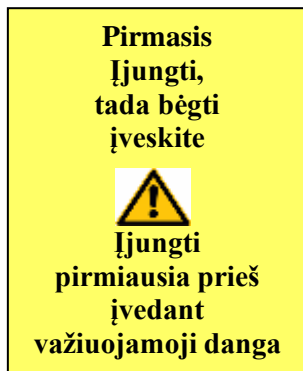 Pirmasis
Įjungti,
tada bėgti
įveskite
Įjungti
pirmiausia prieš
įvedant
važiuojamoji danga